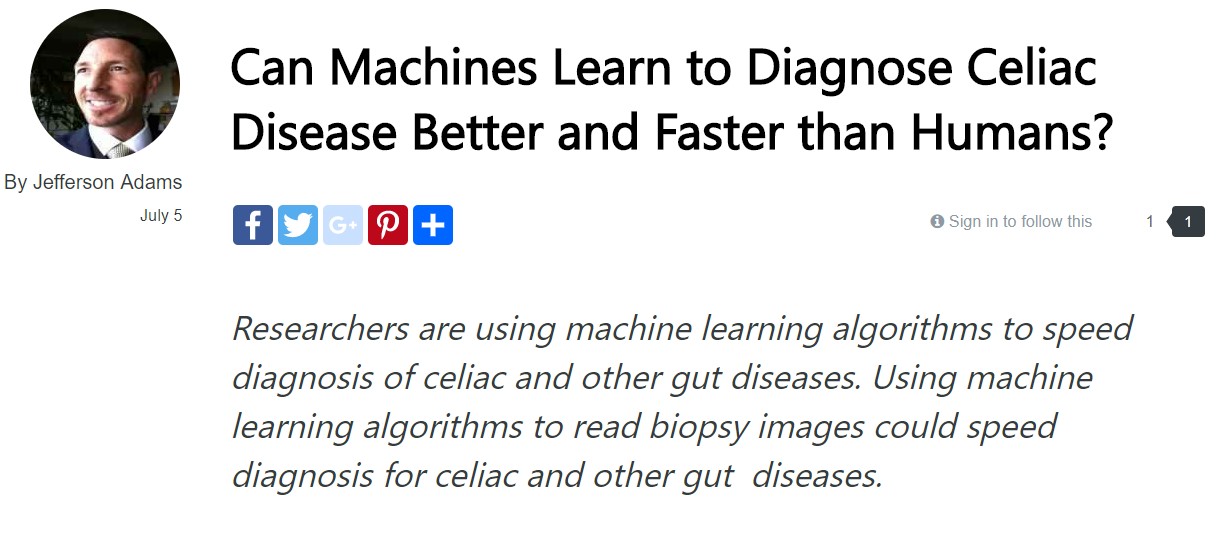 Can Machines Learn to Diagnose Celiac
Disease Better and Faster than Humans?
By Jefferson Adams
July 5
f G+ +
Sign in to follow this 1 1
Researchers are using machine learning algorithms to speed
diagnosis of celiac and other gut diseases. Using machine
learning algorithms to read biopsy images could speed
diagnosis for celiac and other gut  diseases.